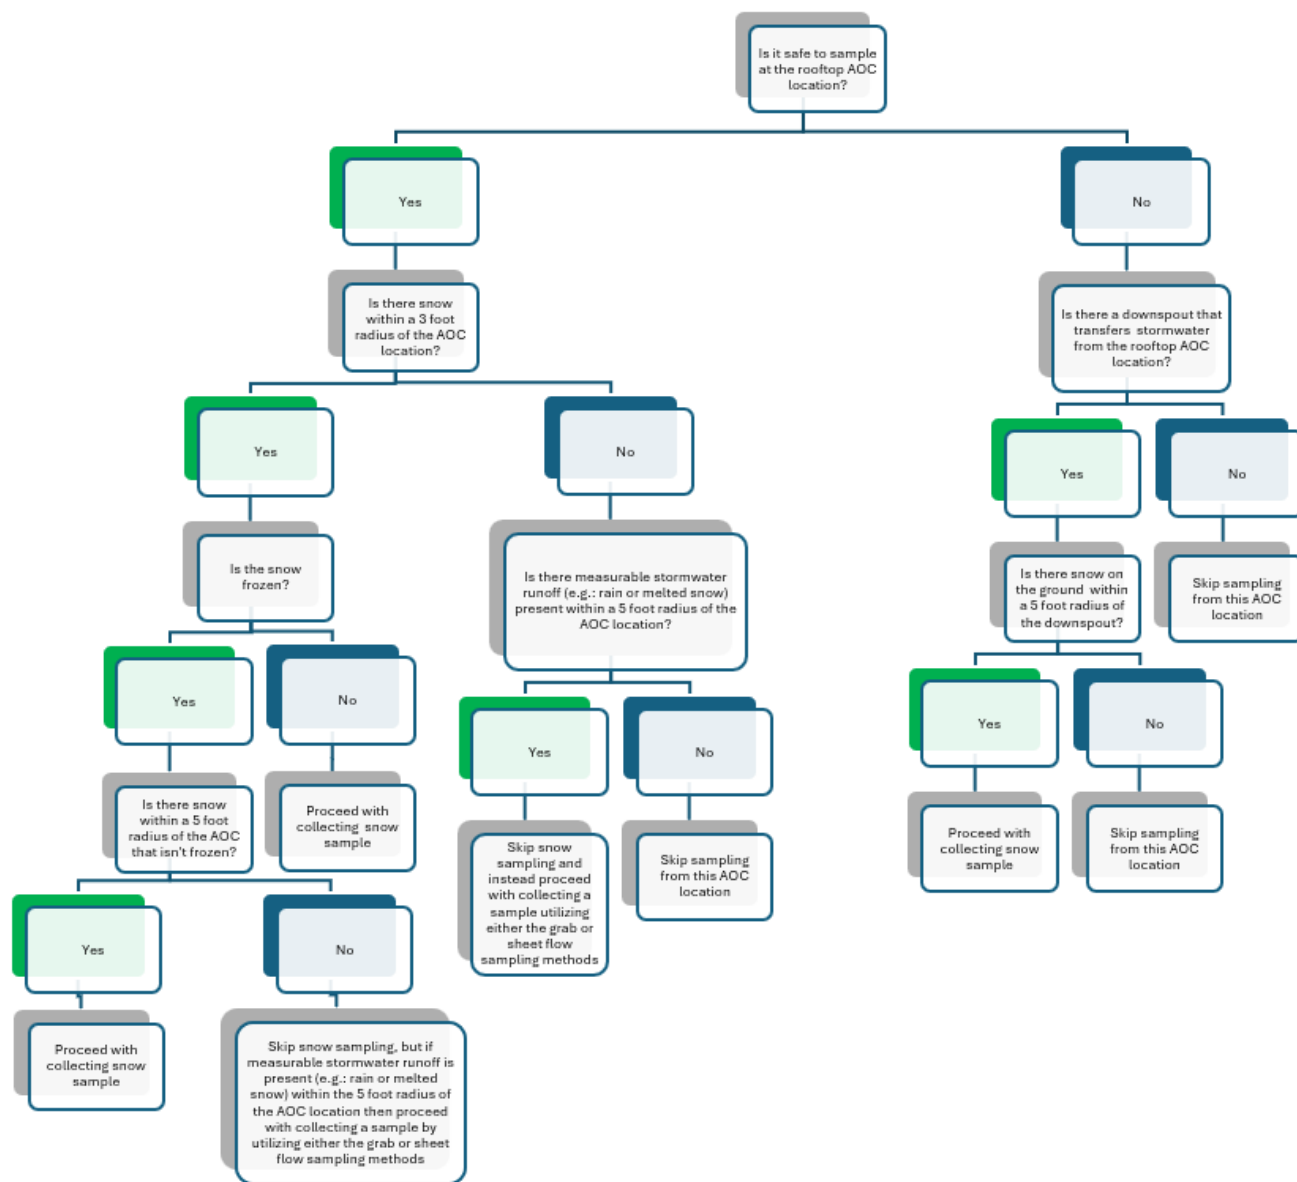 Is it safe to sample
at the rooftop AOC
location?
Yes
No
Is there snow
within a 3 foot
radius of the AOC
location?
Is there a downspout that
transfers stormwater
from the rooftop AOC
location?
Yes
No
Yes
No
Is the snow
frozen?
Is there measurable stormwater
runoff (e.g.: rain or melted snow)
present within a 5 foot radius of the
AOC location?
Is there snow on
the ground within
a 5 foot radius of
the downspout?
Skip sampling
from this AOC
location
Yes
No
Yes
No
Yes
No
Is there snow
within a 5 foot
radius of the AOC
that isn't frozen?
Proceed with
collecting snow
sample
Skip snow
sampling and
instead proceed
with collecting a
sample utilizing
either the grab or
sheet flow
sampling methods
Skip sampling
from this AOC
location
Proceed with
collecting snow
sample
Skip sampling
from this AOC
location
Yes
No
Proceed with
collecting snow
sample
Skip snow sampling, but if
measurable stormwater runoff is
present (e.g.: rain or melted
snow) within the 5 foot radius of
the AOC location then proceed
with collecting a sample by
utilizing either the grab or sheet
flow sampling methods